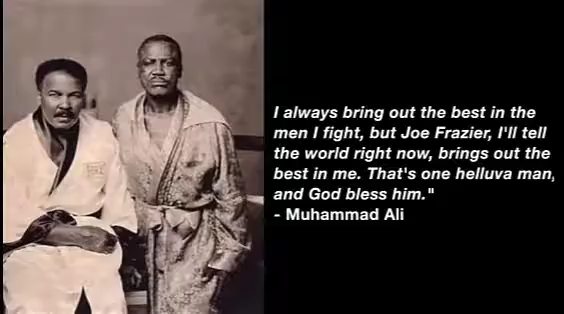 I always bring out the best in the
men I fight, but Joe Frazier, I'll tell
the world right now, brings out the
best in me. That's one helluva man,
and God bless him."
- Muhammad Ali